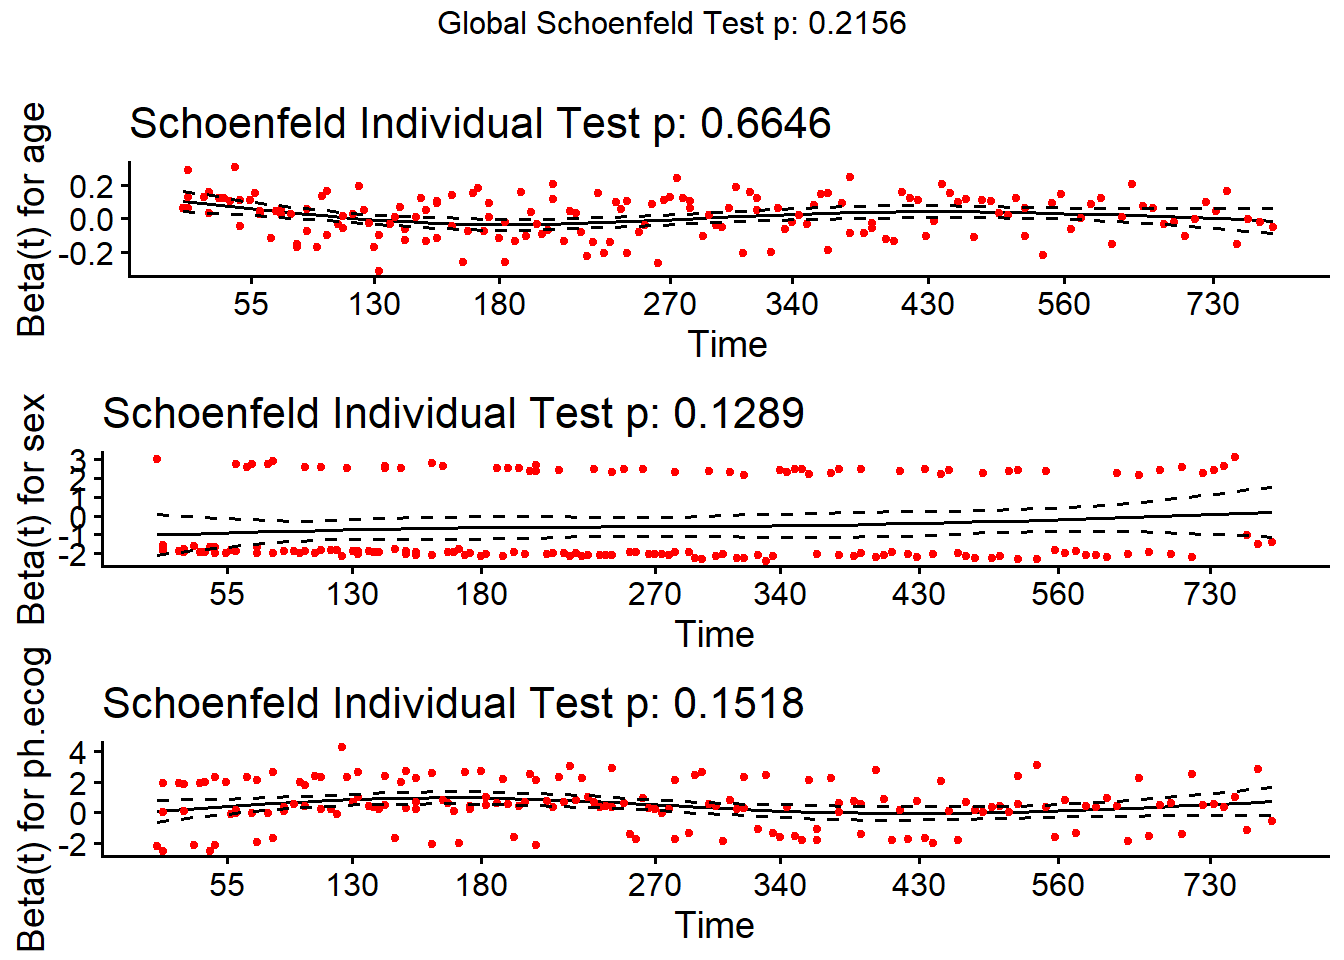 Global Schoenfeld Test p: 0.2156
Schoenfeld Individual Test p: 0.6646
Beta(t) for age
0.2
0.0
-0.2
55 130 180 270 340 430 560 730
Time
Schoenfeld Individual Test p: 0.1289
Beta(t) for sex
3
2
1
0
-1
-2
55 130 180 270 340 430 560 730
Time
Schoenfeld Individual Test p: 0.1518
Beta(t) for ph.ecog
4
2
0
-2
55 130 180 270 340 430 560 730
Time